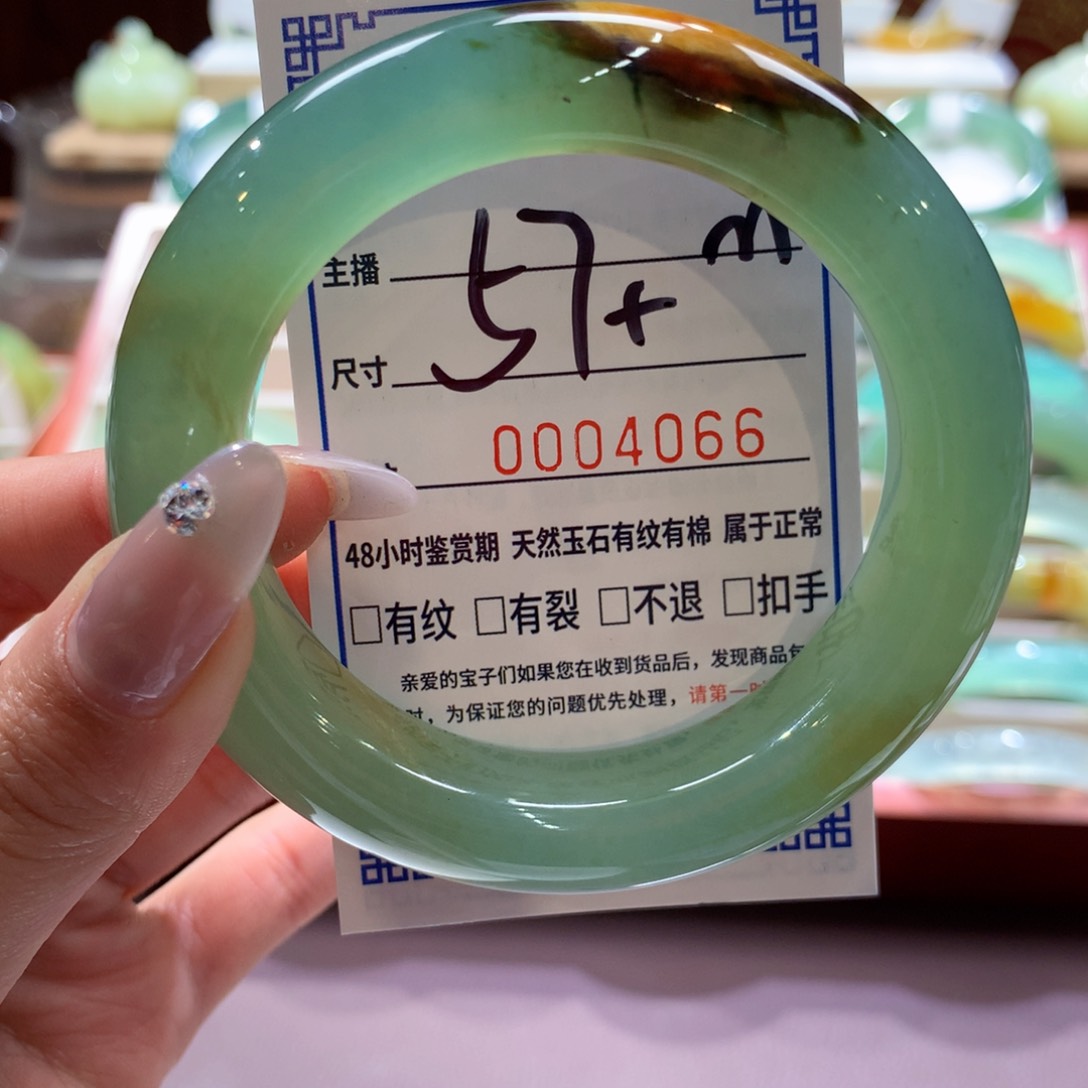 主播
57+
尺寸
0004066
48小时鉴赏期 天然玉石有纹有棉 属于正常
□有纹 □有裂 □不退 □扣手
亲爱的宝子们如果您在收到货品后，发现商品
时，为保证您的问题优先处理，请第一时